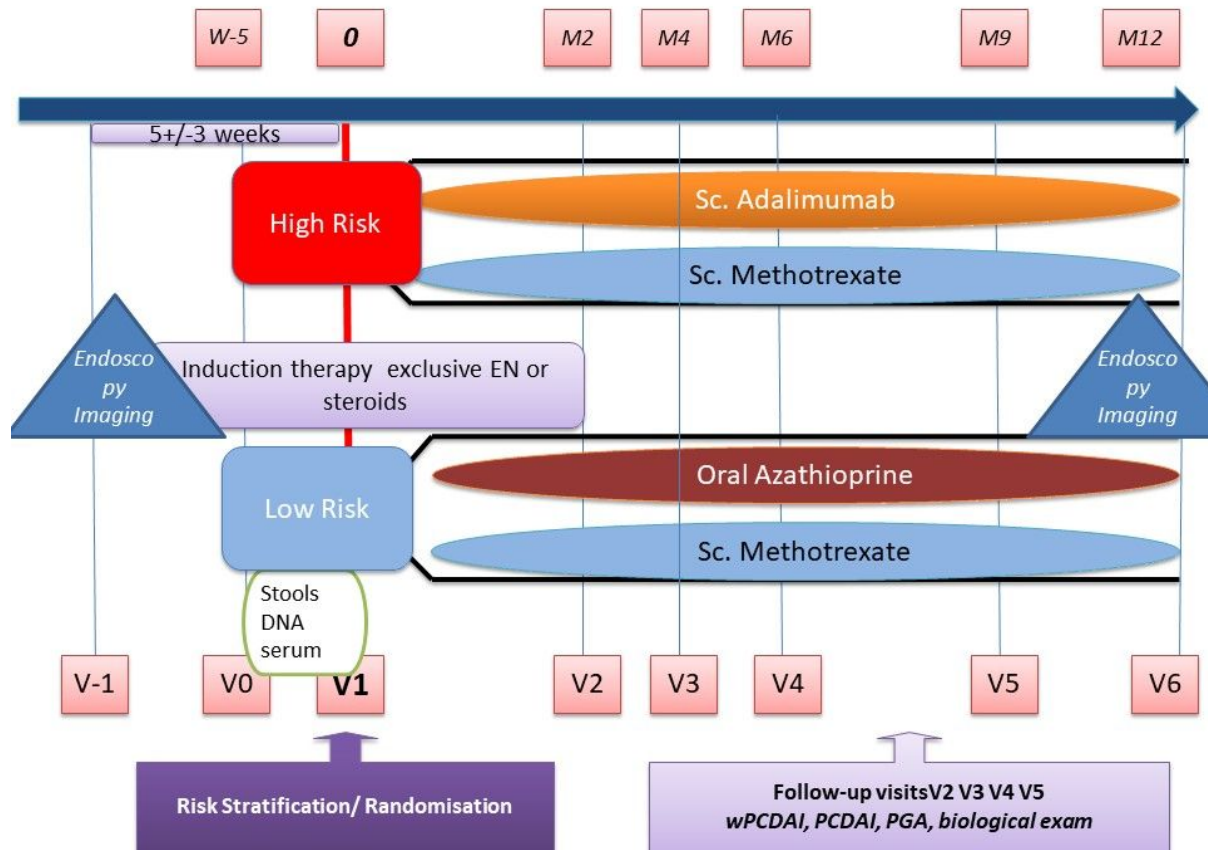 W-5
0
M2
M4
M6
M9
M12
5+/-3 weeks
High Risk
Sc. Adalimumab
Sc. Methotrexate
Endosco
py
Imaging
Induction therapy exclusive EN or
steroids
Endosco
py
Imaging
Low Risk
Oral Azathioprine
Sc. Methotrexate
Stools
DNA
serum
V-1
V0
V1
V2
V3
V4
V5
V6
Risk Stratification/ Randomisation
Follow-up visitsV2 V3 V4 V5
wPCDAI, PCDAI, PGA, biological exam